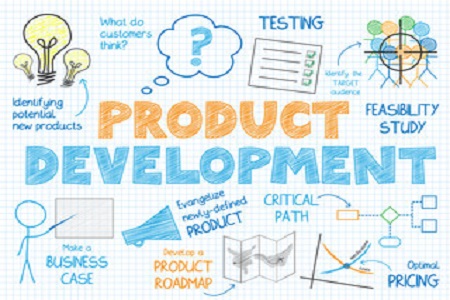 What do
customers
think?
?
TESTING
Identifying
potential
new products
Identify the
TARGET
audience
FEASIBILITY
STUDY
PRODUCT
DEVELOPMENT
Make a
BUSINESS
CASE
Evangelize
newly-defined
PRODUCT
Develop a
PRODUCT
ROADMAP
CRITICAL
PATH
Optimal
PRICING